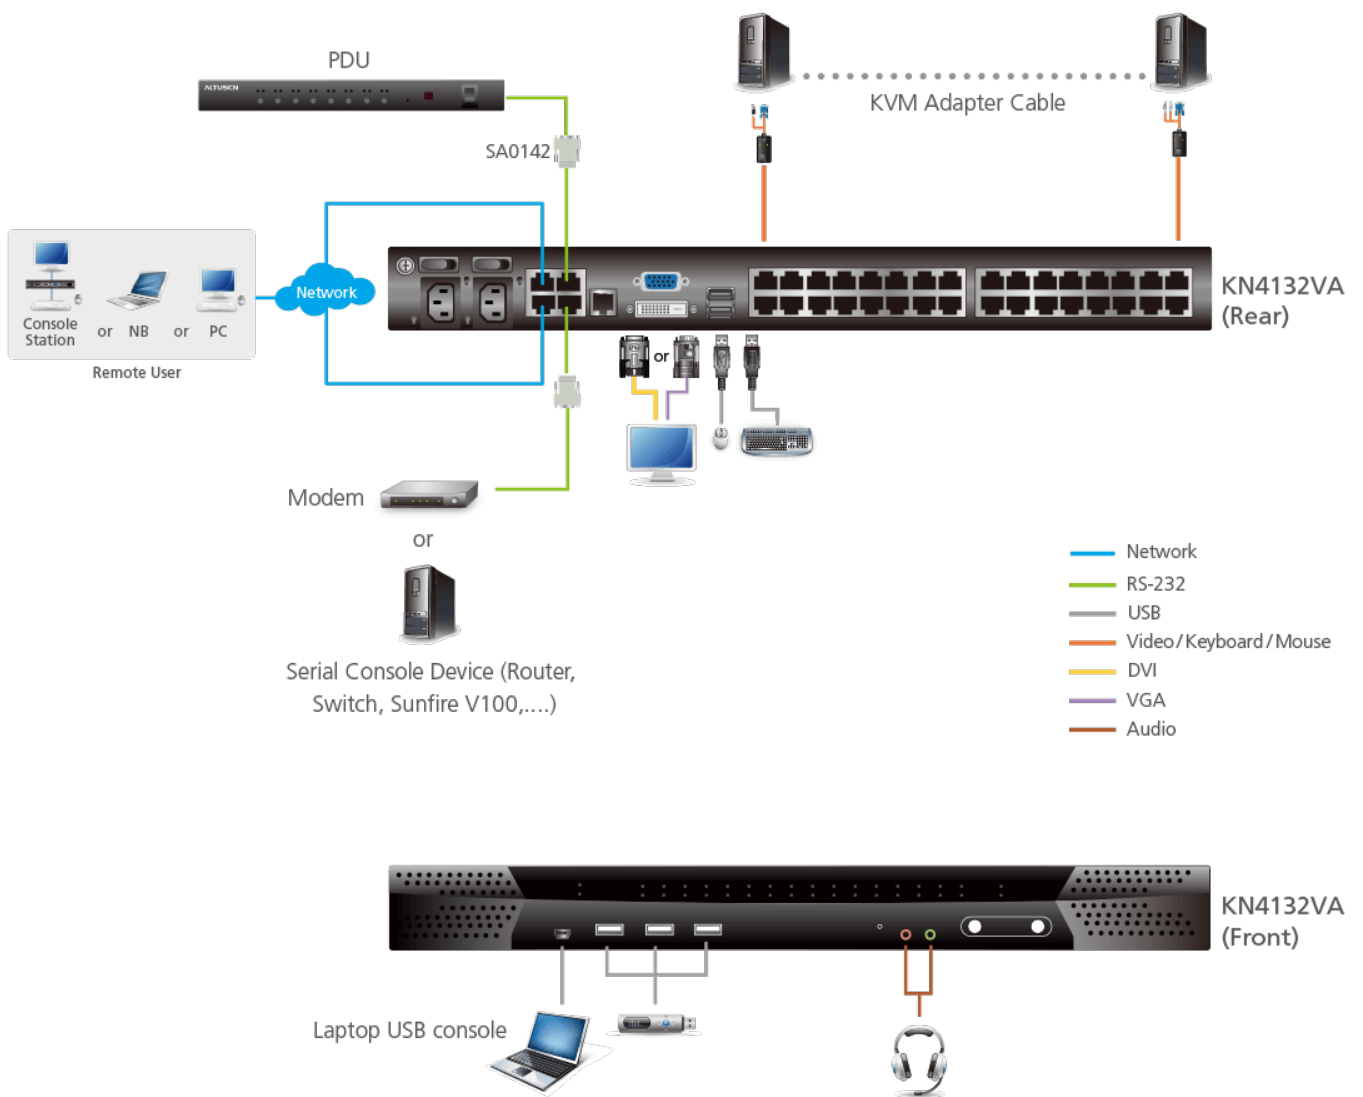 PDU
ALTUSEN
KVM Adapter Cable
SA0142
Network
Console
Station
or
NB
or
PC
Remote User
KN4132VA
(Rear)
or
Modem
or
Serial Console Device (Router,
Switch, Sunfire V100,....)
Network
RS-232
USB
Video/Keyboard/Mouse
DVI
VGA
Audio
KN4132VA
(Front)
Laptop USB console